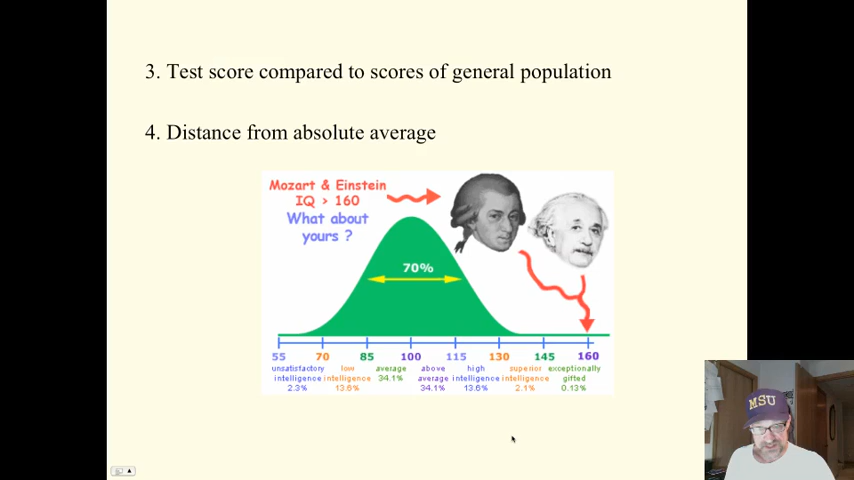 3. Test score compared to scores of general population
4. Distance from absolute average
Mozart & Einstein
IQ > 160
What about
yours ?
70%
55 70 85 100 115 130 145 160
unsatisfactory low average above high superior exceptionally
intelligence intelligence 34.1% average intelligence intelligence gifted
2.3% 13.6% 34.1% 13.6% 2.1% 0.13%
MSU